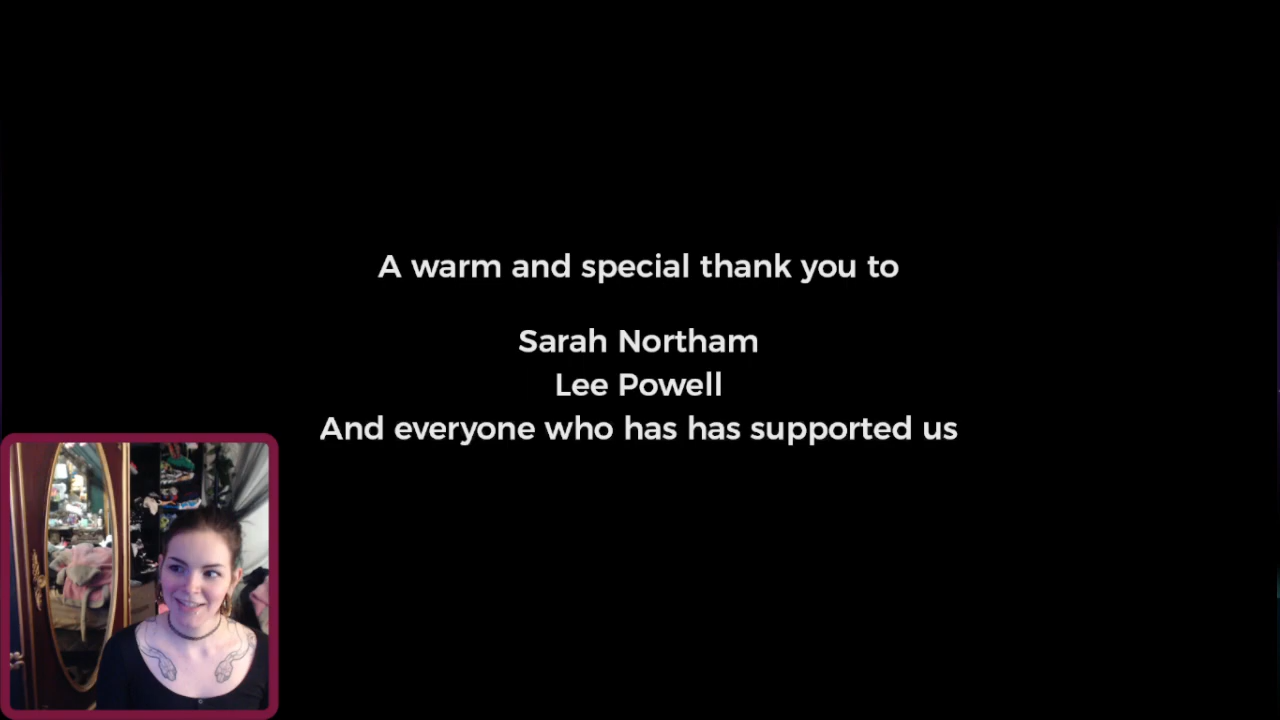 A warm and special thank you to
Sarah Northam
Lee Powell
And everyone who has has supported us